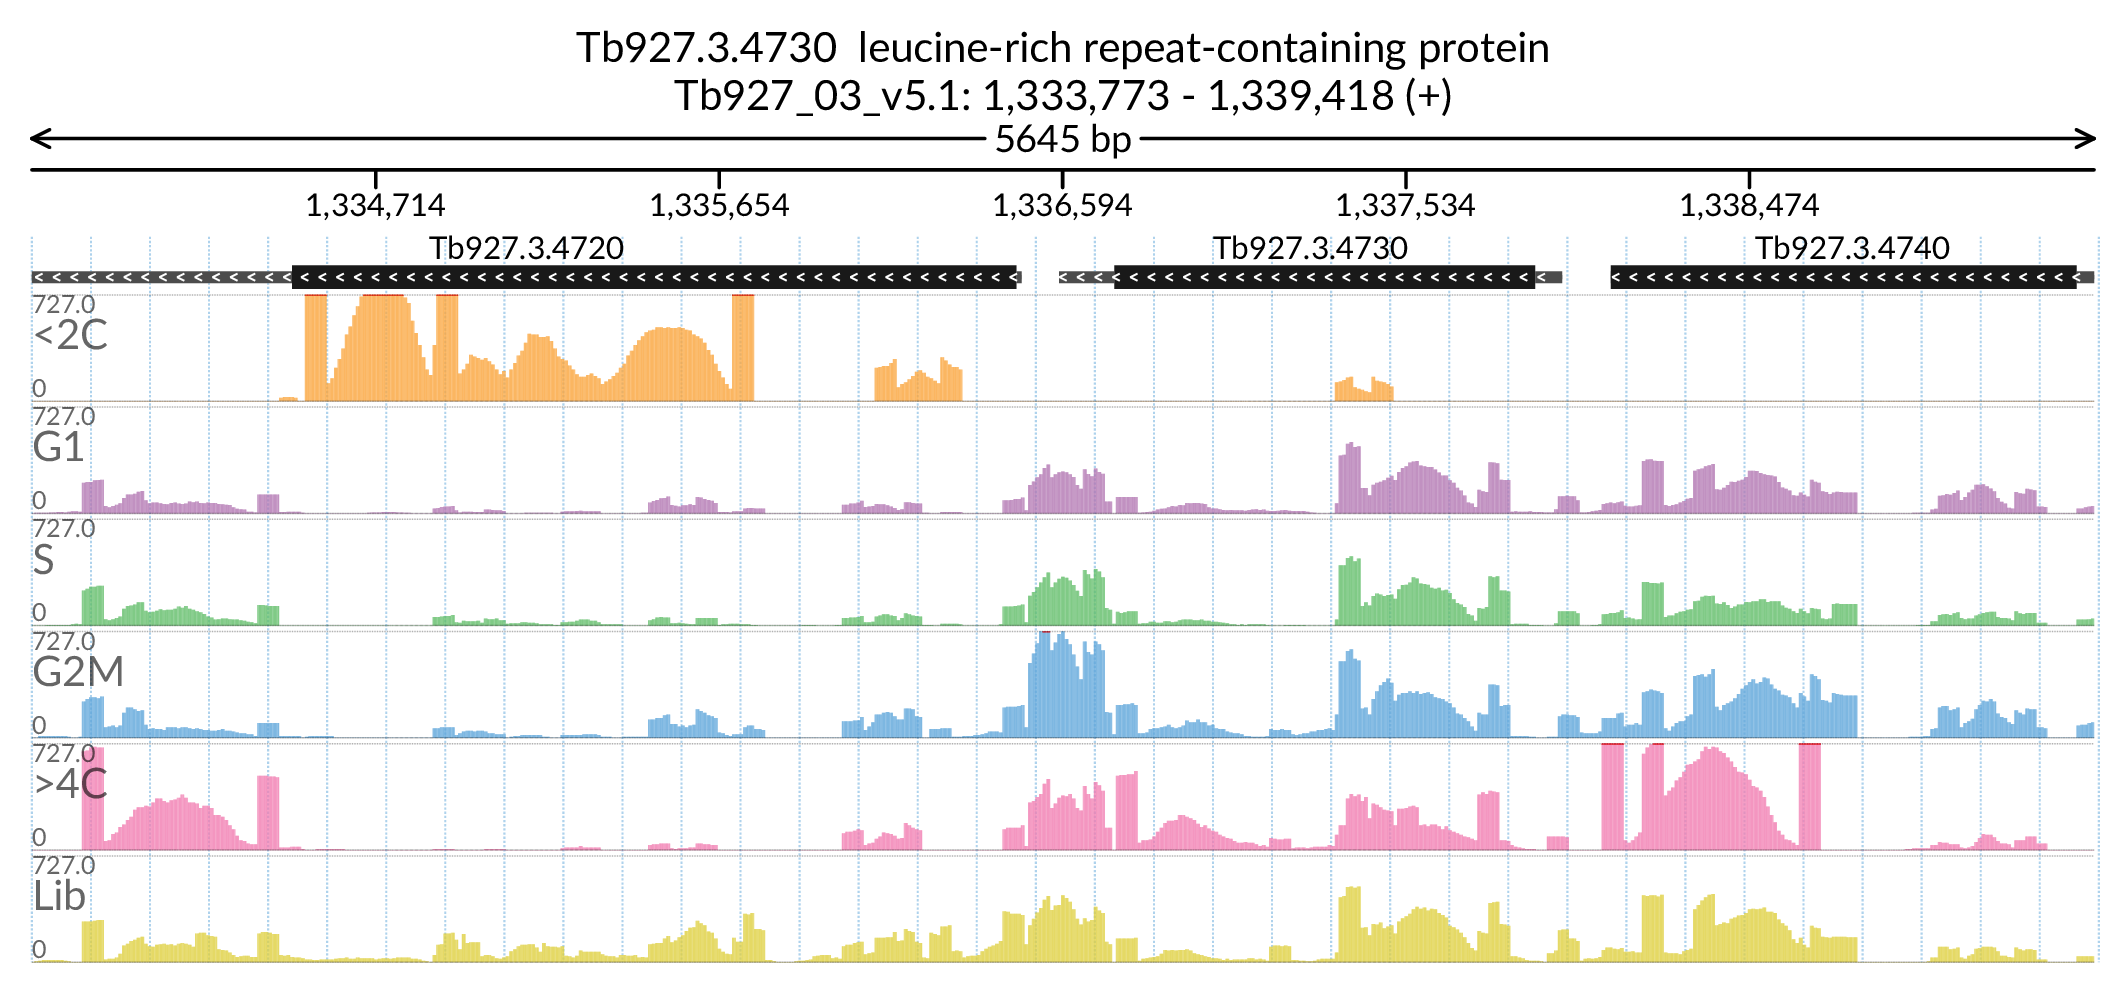 Tb927.3.4730 leucine-rich repeat-containing protein
Tb927_03_v5.1: 1,333,773 - 1,339,418 (+)
5645 bp
1,334,714 1,335,654 1,336,594 1,337,534 1,338,474
Tb927.3.4720 Tb927.3.4730 Tb927.3.4740
727.0
<2C
0
727.0
G1
0
727.0
S
0
727.0
G2M
0
727.0
>4C
0
727.0
Lib
0